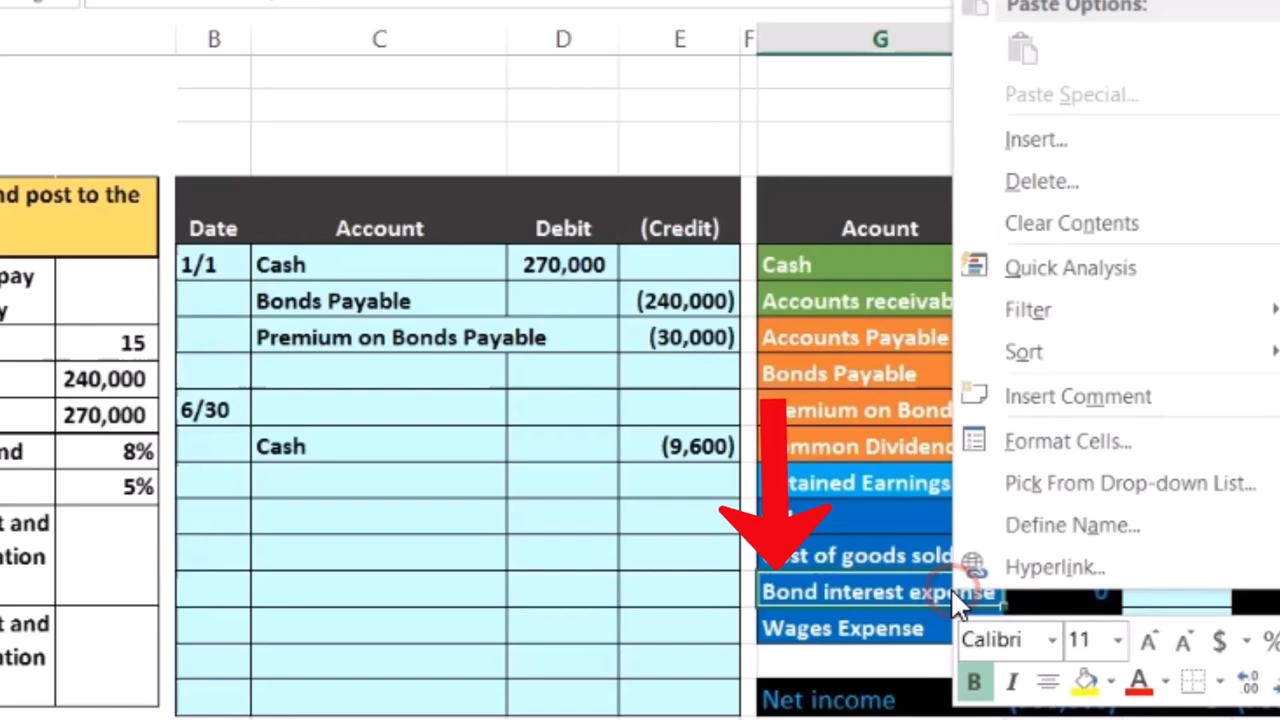 Paste Options:
B C D E F G
Paste Special...
Insert...
Delete...
Clear Contents
Quick Analysis
Filter
Sort
Insert Comment
Format Cells...
Pick From Drop-down List...
Define Name...
Hyperlink...
nd post to the
pay
y
15
240,000
270,000
nd 8%
5%
t and
ation
t and
ation
Date Account Debit (Credit)
1/1 Cash 270,000
Bonds Payable (240,000)
Premium on Bonds Payable (30,000)
6/30
Cash (9,600)
Acount
Cash
Accounts receivab
Accounts Payable
Bonds Payable
emium on Bond
mmon Dividend
tained Earnings
st of goods sold
Bond interest expense 0
Wages Expense
Net income
Calibri 11 A A $ %
B I A